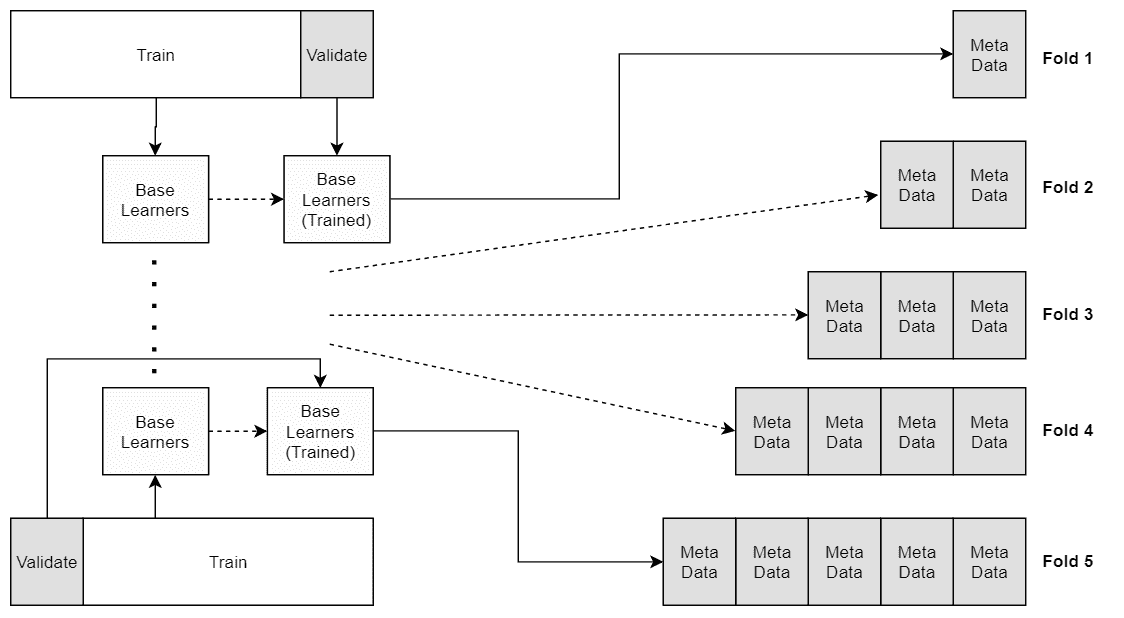 Train
Validate
Meta
Data
Fold 1
Base
Learners
Base
Learners
(Trained)
Meta
Data
Meta
Data
Fold 2
Meta
Data
Meta
Data
Meta
Data
Fold 3
Base
Learners
Base
Learners
(Trained)
Meta
Data
Meta
Data
Meta
Data
Meta
Data
Fold 4
Validate
Train
Meta
Data
Meta
Data
Meta
Data
Meta
Data
Meta
Data
Fold 5